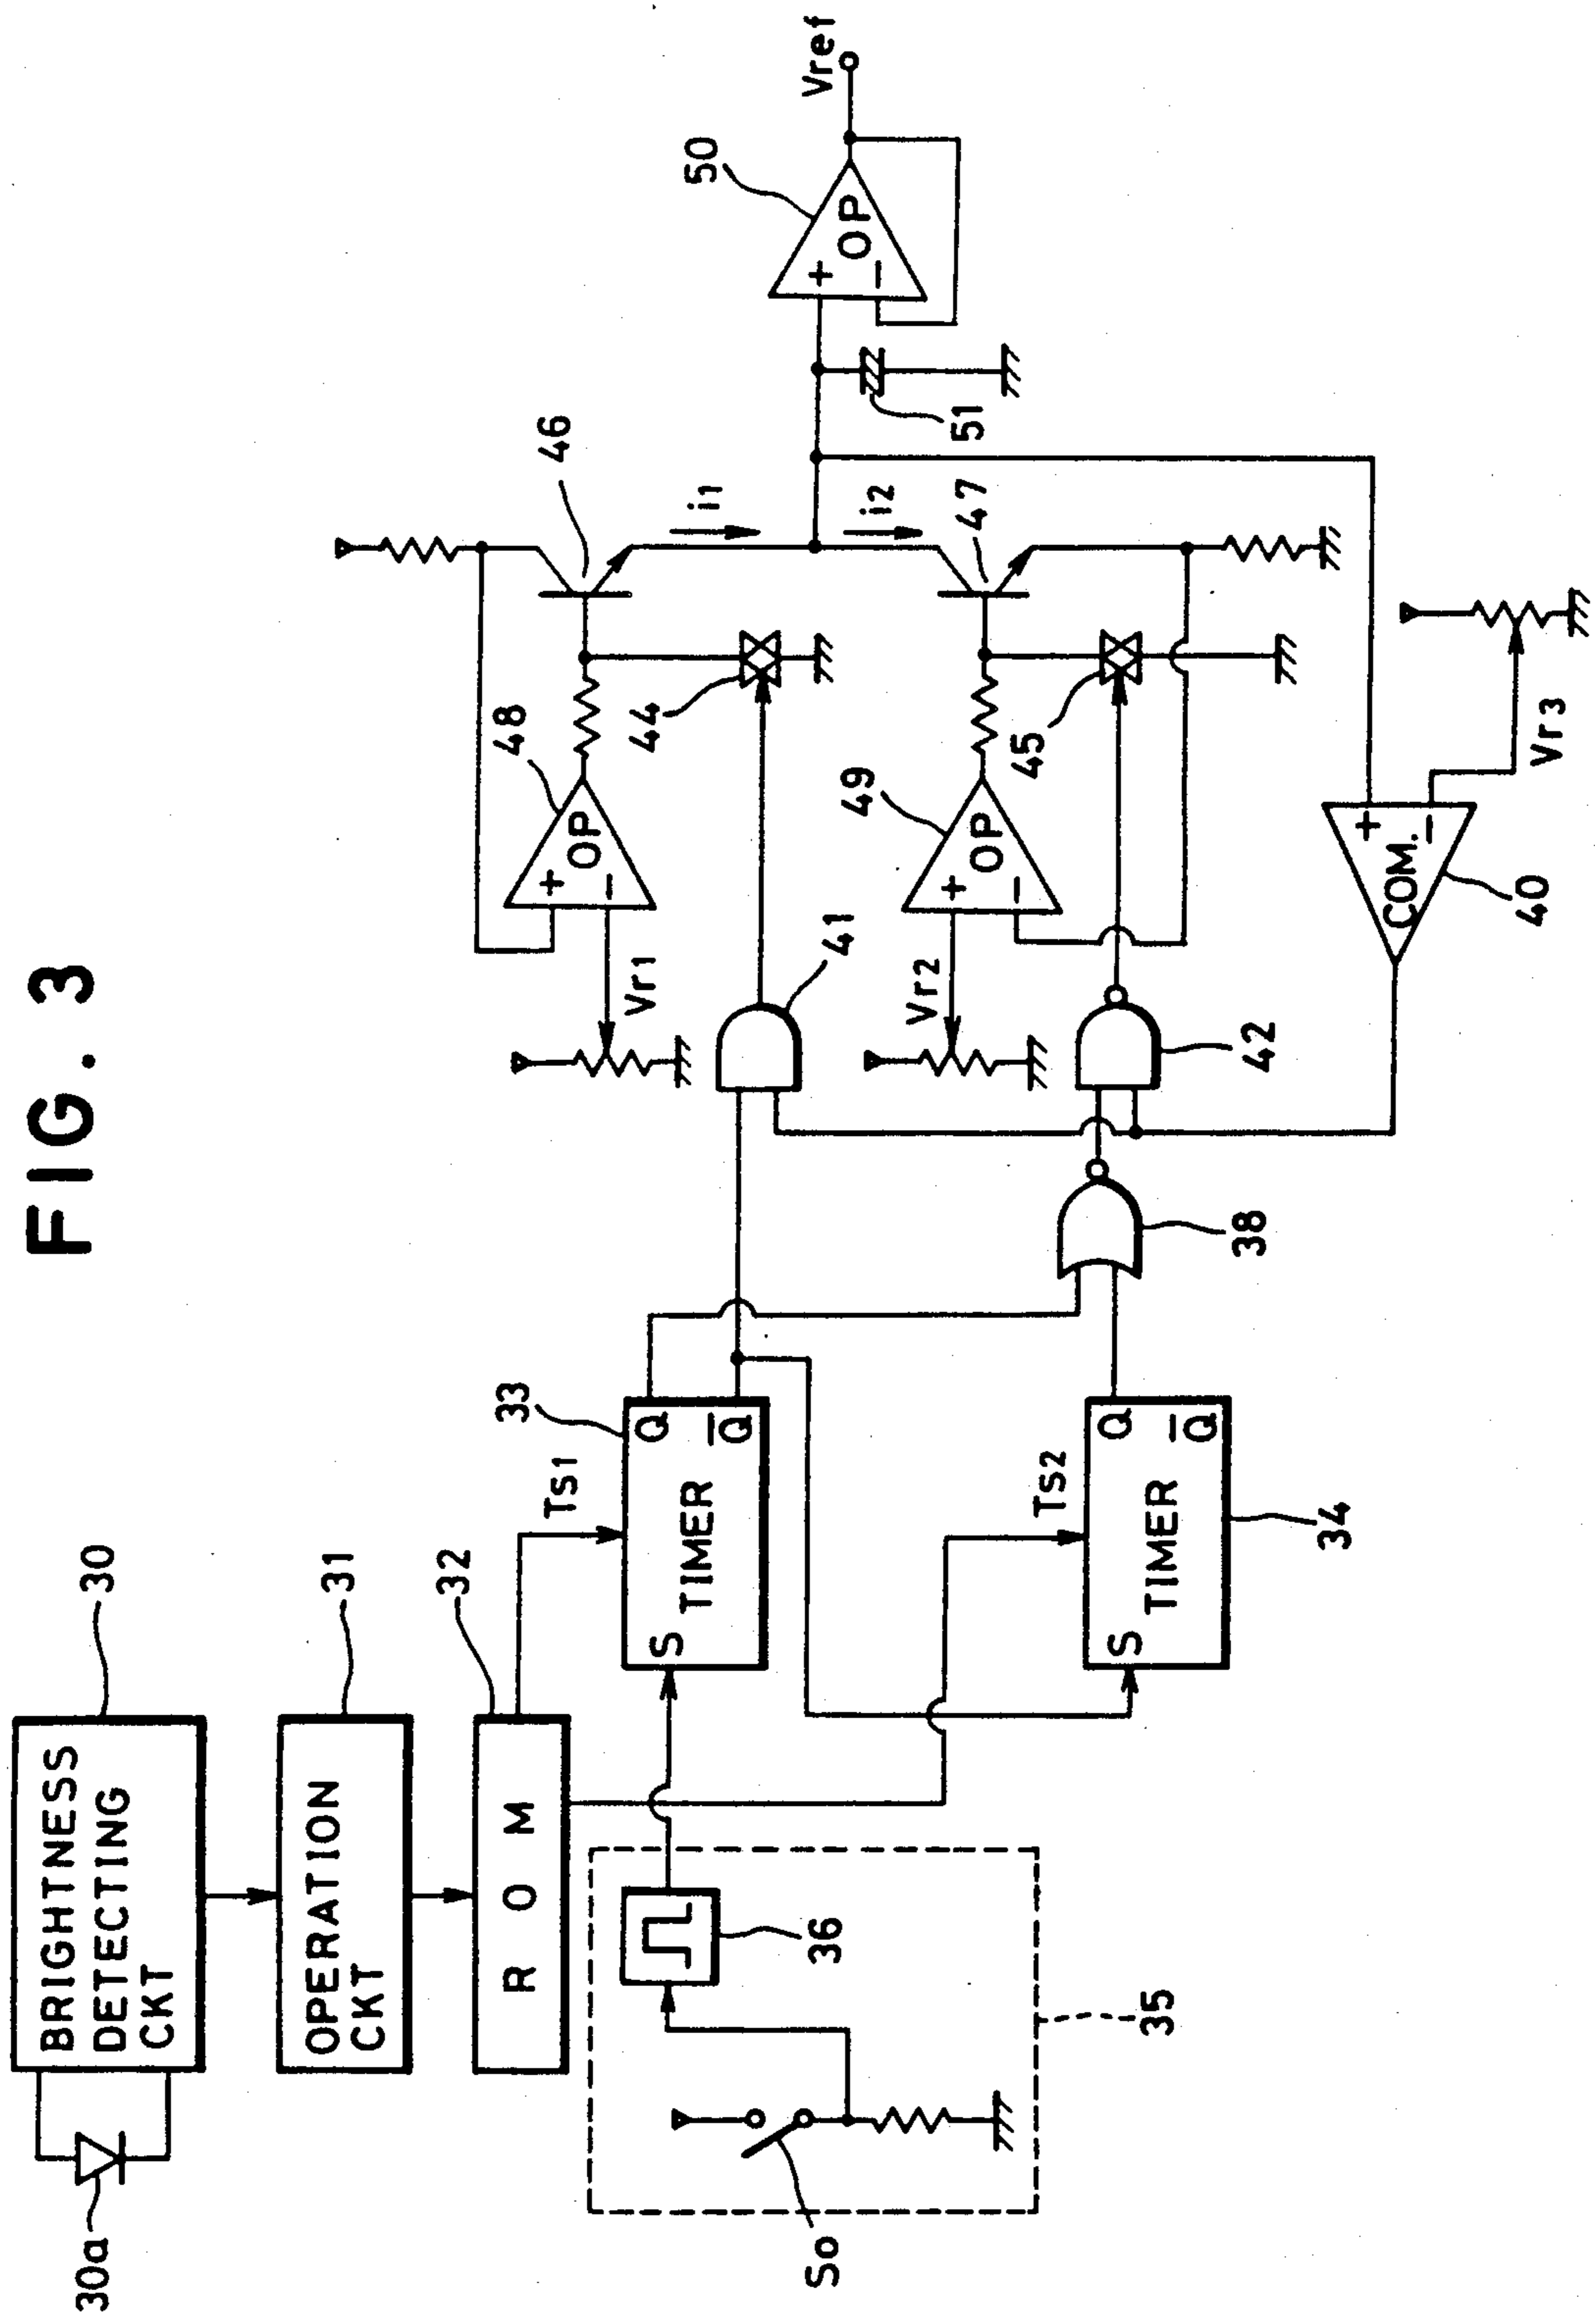 FIG. 3
30a
BRIGHTNESS
DETECTING
CKT
30
OPERATION
CKT
31
ROM
32
So
36
35
Ts1
33
S
TIMER
Q
Q̅
Ts2
S
TIMER
Q
Q̅
34
38
41
42
Vr1
+
-
OP
48
44
46
i1
Vr2
+
-
OP
49
45
47
i2
COM.
+
-
40
Vr3
51
+
-
OP
50
Vref